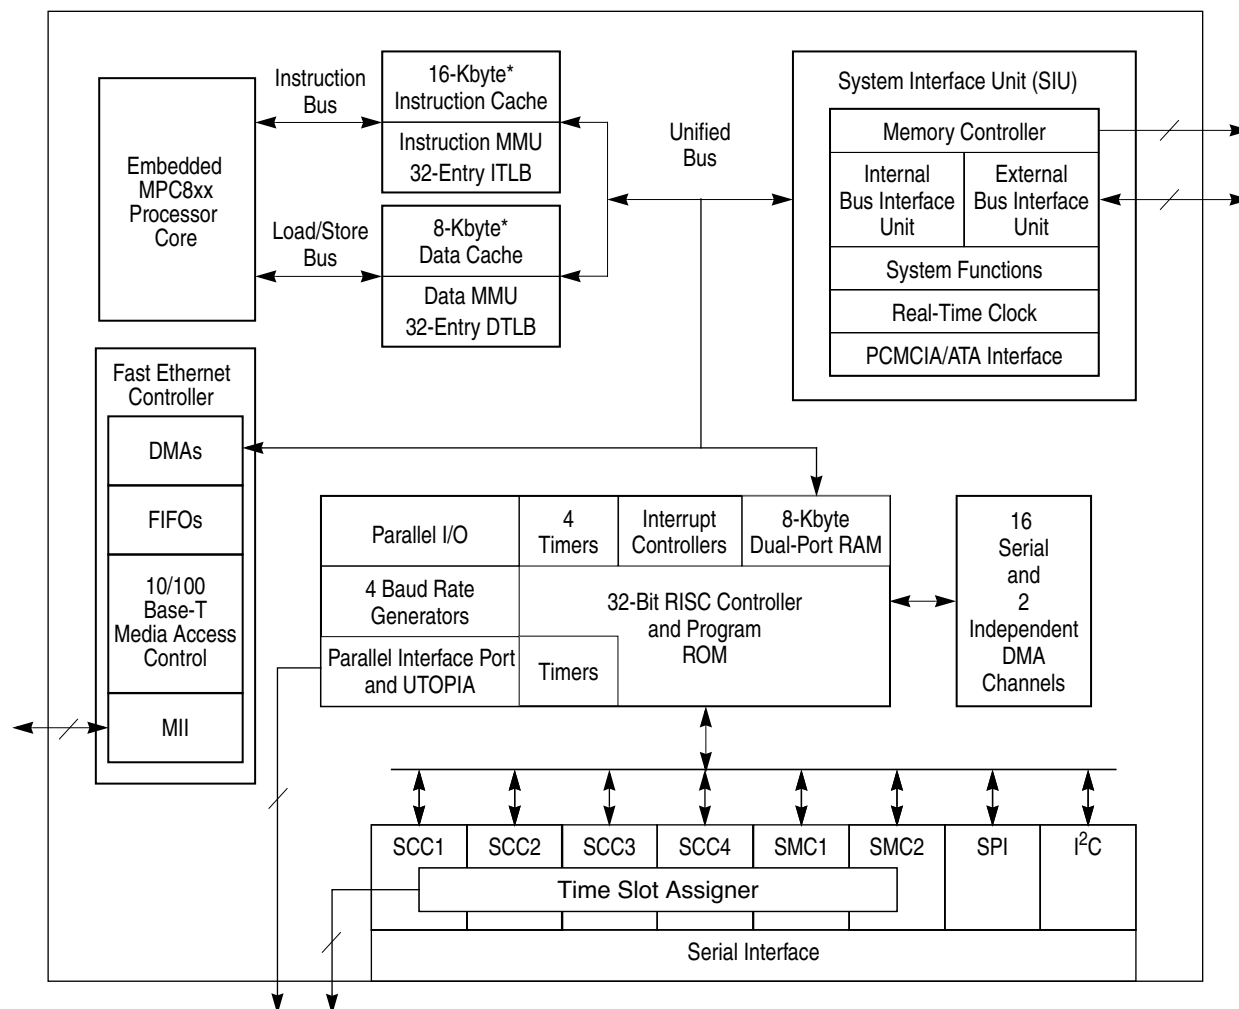 Embedded
MPC8xx
Processor
Core
Instruction
Bus
Load/Store
Bus
16-Kbyte*
Instruction Cache
Instruction MMU
32-Entry ITLB
8-Kbyte*
Data Cache
Data MMU
32-Entry DTLB
Unified
Bus
System Interface Unit (SIU)
Memory Controller
Internal
Bus Interface
Unit
External
Bus Interface
Unit
System Functions
Real-Time Clock
PCMCIA/ATA Interface
Fast Ethernet
Controller
DMAs
FIFOs
10/100
Base-T
Media Access
Control
MII
Parallel I/O
4
Timers
Interrupt
Controllers
8-Kbyte
Dual-Port RAM
4 Baud Rate
Generators
32-Bit RISC Controller
and Program
ROM
Parallel Interface Port
and UTOPIA
Timers
16
Serial
and
2
Independent
DMA
Channels
SCC1
SCC2
SCC3
SCC4
SMC1
SMC2
SPI
I²C
Time Slot Assigner
Serial Interface